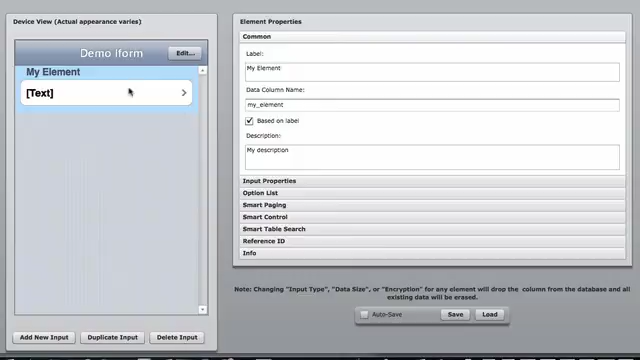 Device View (Actual appearance varies)
Demo Iform
Edit...
My Element
[Text]
Add New Input
Duplicate Input
Delete Input
Element Properties
Common
Label:
My Element
Data Column Name:
my_element
Based on label
Description:
My description
Input Properties
Option List
Smart Paging
Smart Control
Smart Table Search
Reference ID
Info
Note: Changing "Input Type", "Data Size", or "Encryption" for any element will drop the column from the database and all
existing data will be erased.
Auto-Save
Save
Load